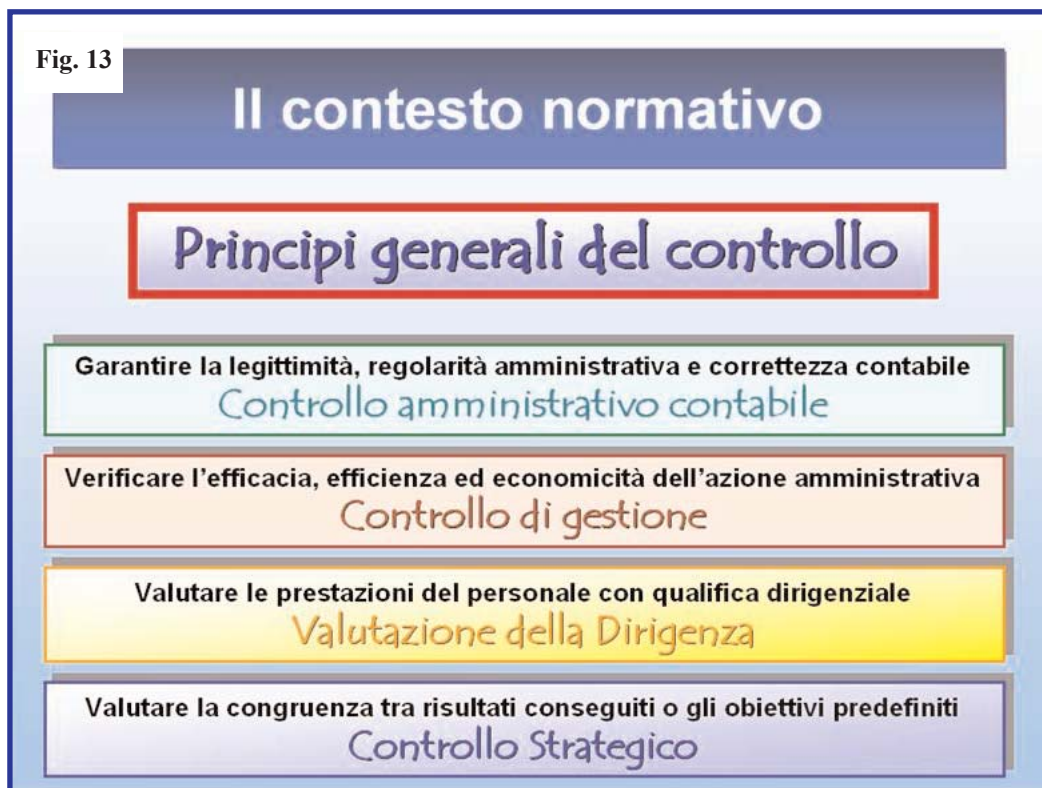 Fig. 13
Il contesto normativo
Principi generali del controllo
Garantire la legittimità, regolarità amministrativa e correttezza contabile
Controllo amministrativo contabile
Verificare l'efficacia, efficienza ed economicità dell'azione amministrativa
Controllo di gestione
Valutare le prestazioni del personale con qualifica dirigenziale
Valutazione della Dirigenza
Valutare la congruenza tra risultati conseguiti o gli obiettivi predefiniti
Controllo Strategico